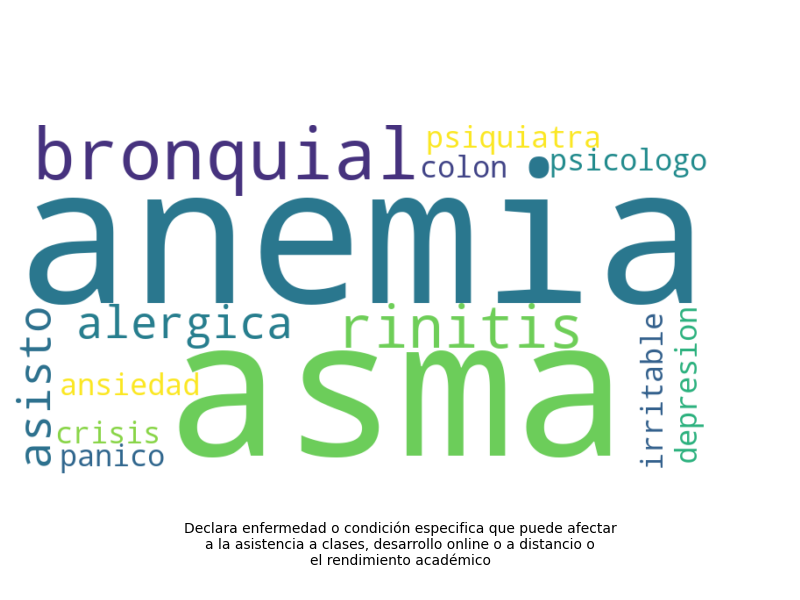 bronquial
psiquiatra
colon
psicologo
anemia
alergica
rinitis
asisto
ansiedad
asma
irritable
depresion
crisis
panico
Declara enfermedad o condición especifica que puede afectar
a la asistencia a clases, desarrollo online o a distancio o
el rendimiento académico